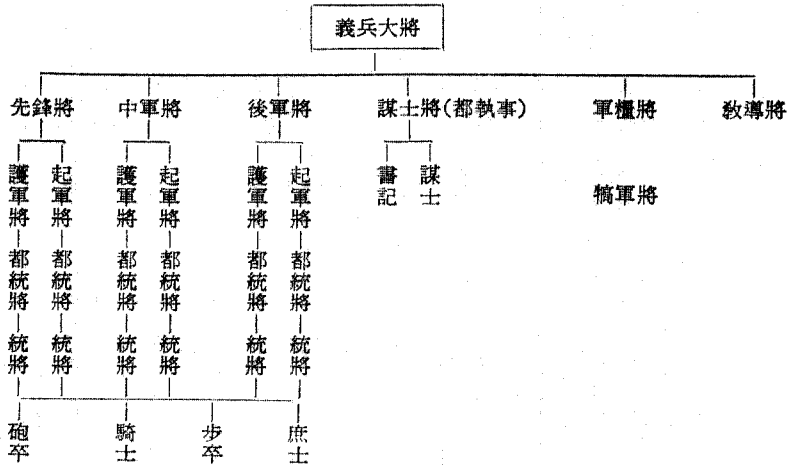 義兵大將
先鋒將 中軍將 後軍將 謀士將(都執事) 軍糧將 敎導將
護軍將 起軍將 護軍將 起軍將 護軍將 起軍將 書記 謀士 犒軍將
都統將 都統將 都統將 都統將 都統將 都統將
統將 統將 統將 統將 統將 統將
砲卒 騎士 步卒 庶士